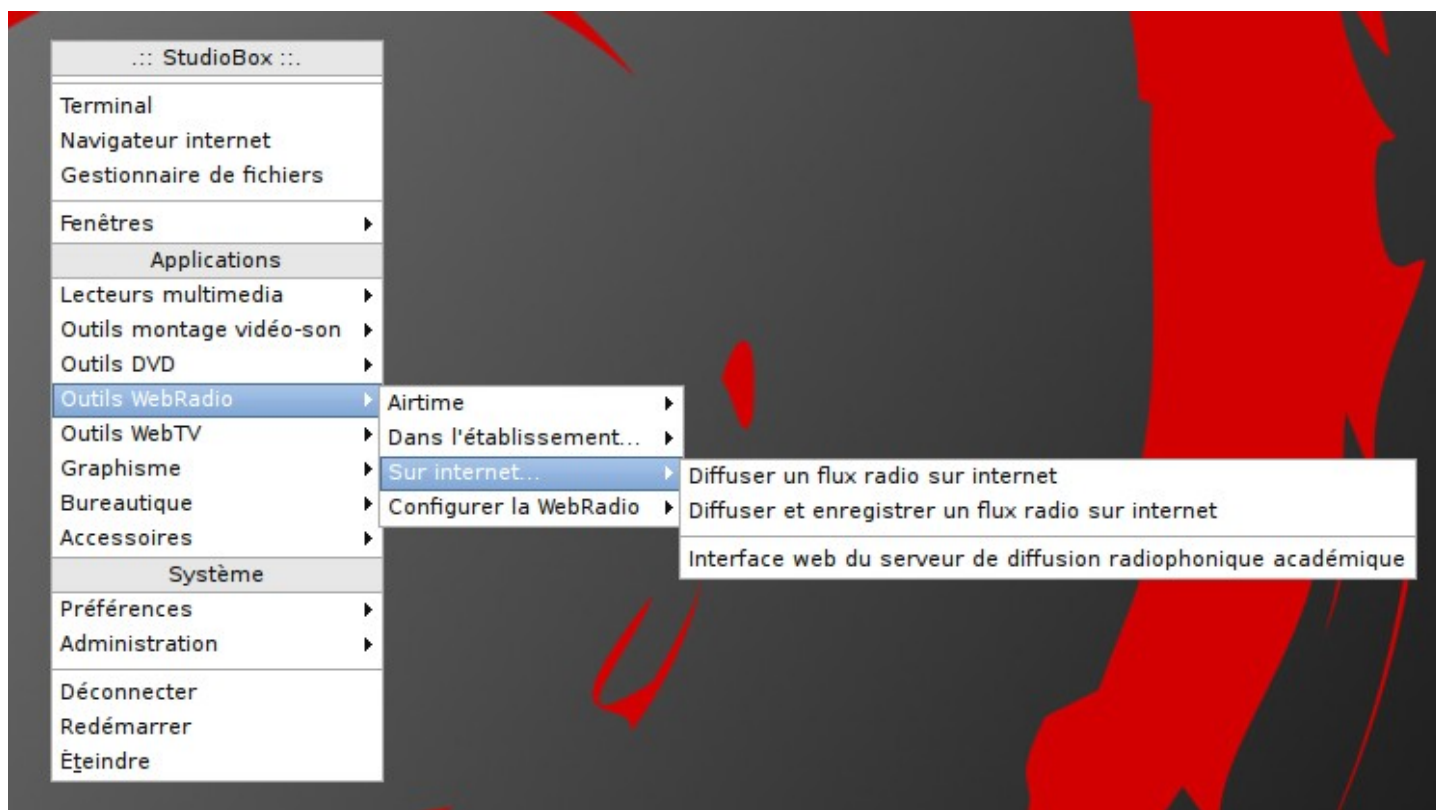 .:: StudioBox ::.
Terminal
Navigateur internet
Gestionnaire de fichiers
Fenêtres
Applications
Lecteurs multimedia
Outils montage vidéo-son
Outils DVD
Outils WebRadio
Outils WebTV
Graphisme
Bureautique
Accessoires
Système
Préférences
Administration
Déconnecter
Redémarrer
Éteindre
Airtime
Dans l'établissement...
Sur internet...
Configurer la WebRadio
Diffuser un flux radio sur internet
Diffuser et enregistrer un flux radio sur internet
Interface web du serveur de diffusion radiophonique académique